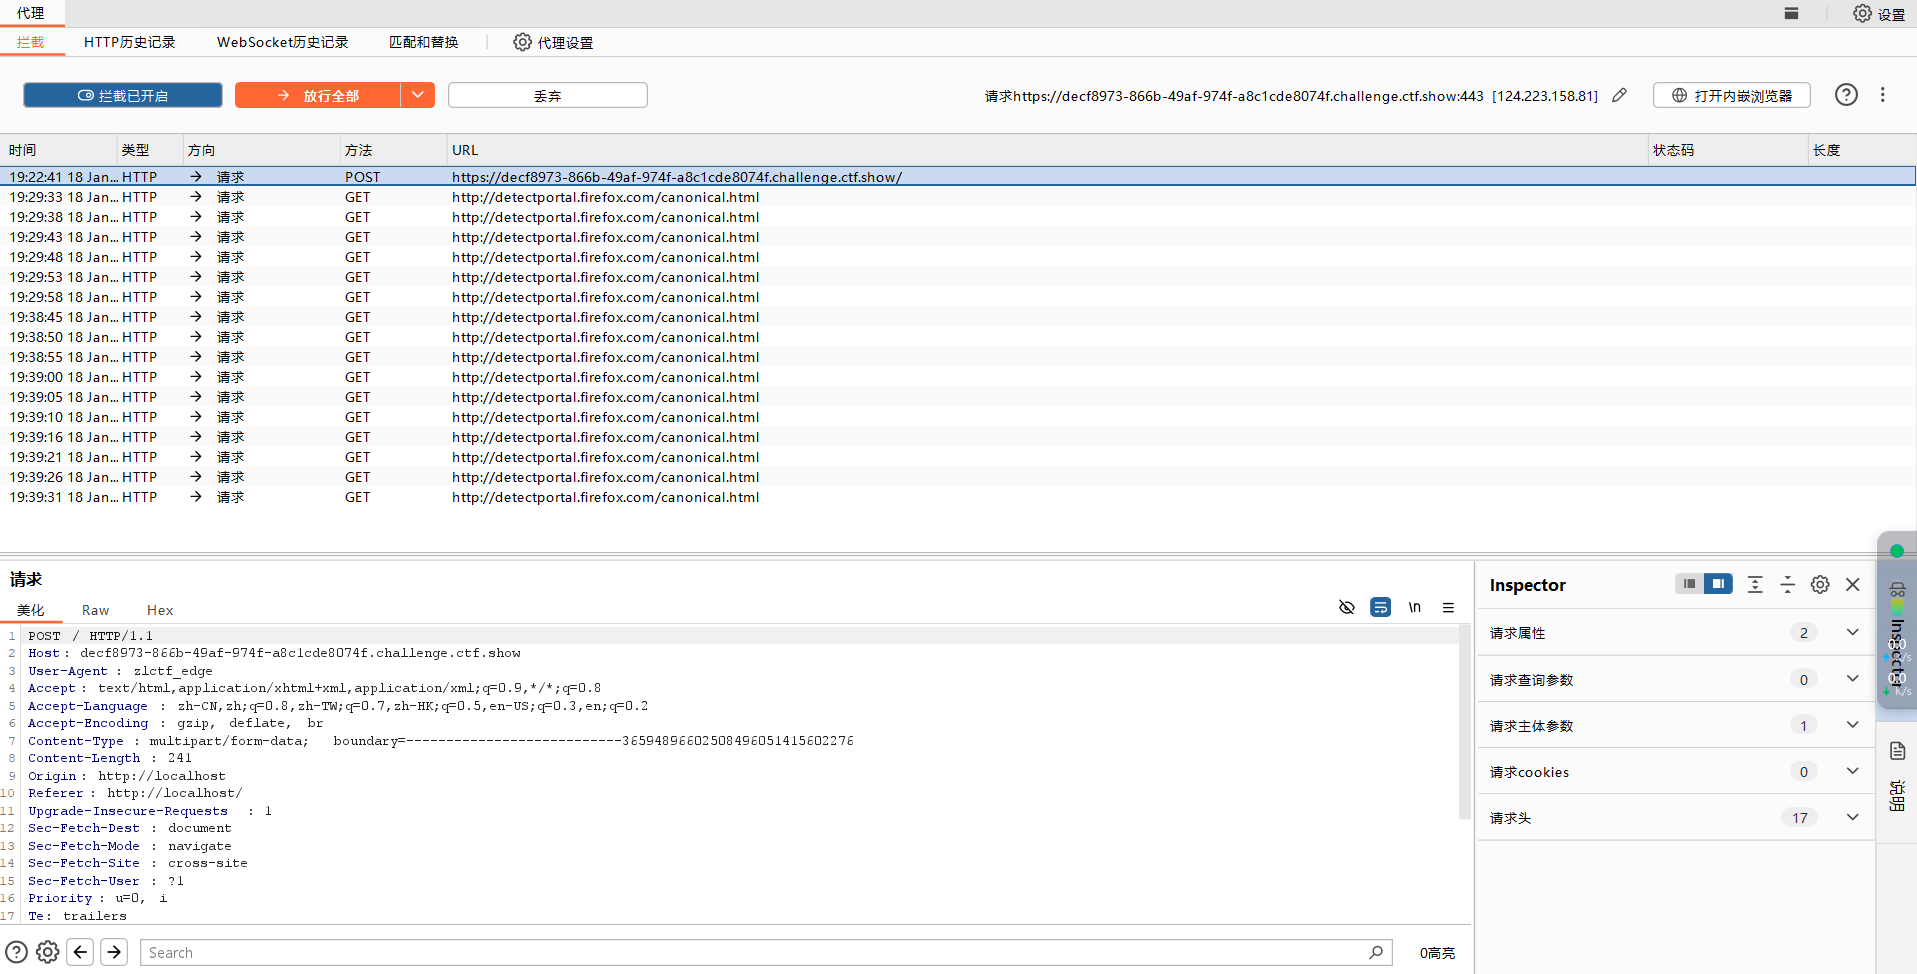 代理
设置
拦截 HTTP历史记录 WebSocket历史记录 匹配和替换 代理设置
拦截已开启 放行全部 丢弃 请求https://decf8973-866b-49af-974f-a8c1cde8074f.challenge.ctf.show:443 [124.223.158.81] 打开内嵌浏览器
时间 类型 方向 方法 URL 状态码 长度
19:22:41 18 Jan... HTTP → 请求 POST https://decf8973-866b-49af-974f-a8c1cde8074f.challenge.ctf.show/
19:29:33 18 Jan... HTTP → 请求 GET http://detectportal.firefox.com/canonical.html
19:29:38 18 Jan... HTTP → 请求 GET http://detectportal.firefox.com/canonical.html
19:29:43 18 Jan... HTTP → 请求 GET http://detectportal.firefox.com/canonical.html
19:29:48 18 Jan... HTTP → 请求 GET http://detectportal.firefox.com/canonical.html
19:29:53 18 Jan... HTTP → 请求 GET http://detectportal.firefox.com/canonical.html
19:29:58 18 Jan... HTTP → 请求 GET http://detectportal.firefox.com/canonical.html
19:38:45 18 Jan... HTTP → 请求 GET http://detectportal.firefox.com/canonical.html
19:38:50 18 Jan... HTTP → 请求 GET http://detectportal.firefox.com/canonical.html
19:38:55 18 Jan... HTTP → 请求 GET http://detectportal.firefox.com/canonical.html
19:39:00 18 Jan... HTTP → 请求 GET http://detectportal.firefox.com/canonical.html
19:39:05 18 Jan... HTTP → 请求 GET http://detectportal.firefox.com/canonical.html
19:39:10 18 Jan... HTTP → 请求 GET http://detectportal.firefox.com/canonical.html
19:39:16 18 Jan... HTTP → 请求 GET http://detectportal.firefox.com/canonical.html
19:39:21 18 Jan... HTTP → 请求 GET http://detectportal.firefox.com/canonical.html
19:39:26 18 Jan... HTTP → 请求 GET http://detectportal.firefox.com/canonical.html
19:39:31 18 Jan... HTTP → 请求 GET http://detectportal.firefox.com/canonical.html
请求
美化 Raw Hex \n
1 POST / HTTP/1.1
2 Host: decf8973-866b-49af-974f-a8c1cde8074f.challenge.ctf.show
3 User-Agent: zlctf_edge
4 Accept: text/html,application/xhtml+xml,application/xml;q=0.9,*/*;q=0.8
5 Accept-Language: zh-CN,zh;q=0.8,zh-TW;q=0.7,zh-HK;q=0.5,en-US;q=0.3,en;q=0.2
6 Accept-Encoding: gzip, deflate, br
7 Content-Type: multipart/form-data; boundary=---------------------------365948966025084960514156​02276
8 Content-Length: 241
9 Origin: http://localhost
10 Referer: http://localhost/
11 Upgrade-Insecure-Requests: 1
12 Sec-Fetch-Dest: document
13 Sec-Fetch-Mode: navigate
14 Sec-Fetch-Site: cross-site
15 Sec-Fetch-User: ?1
16 Priority: u=0, i
17 Te: trailers
Search
0高亮
Inspector
请求属性 2
请求查询参数 0
请求主体参数 1
请求cookies 0
请求头 17
Inspector
0.0
K/s
0.0
K/s
说明